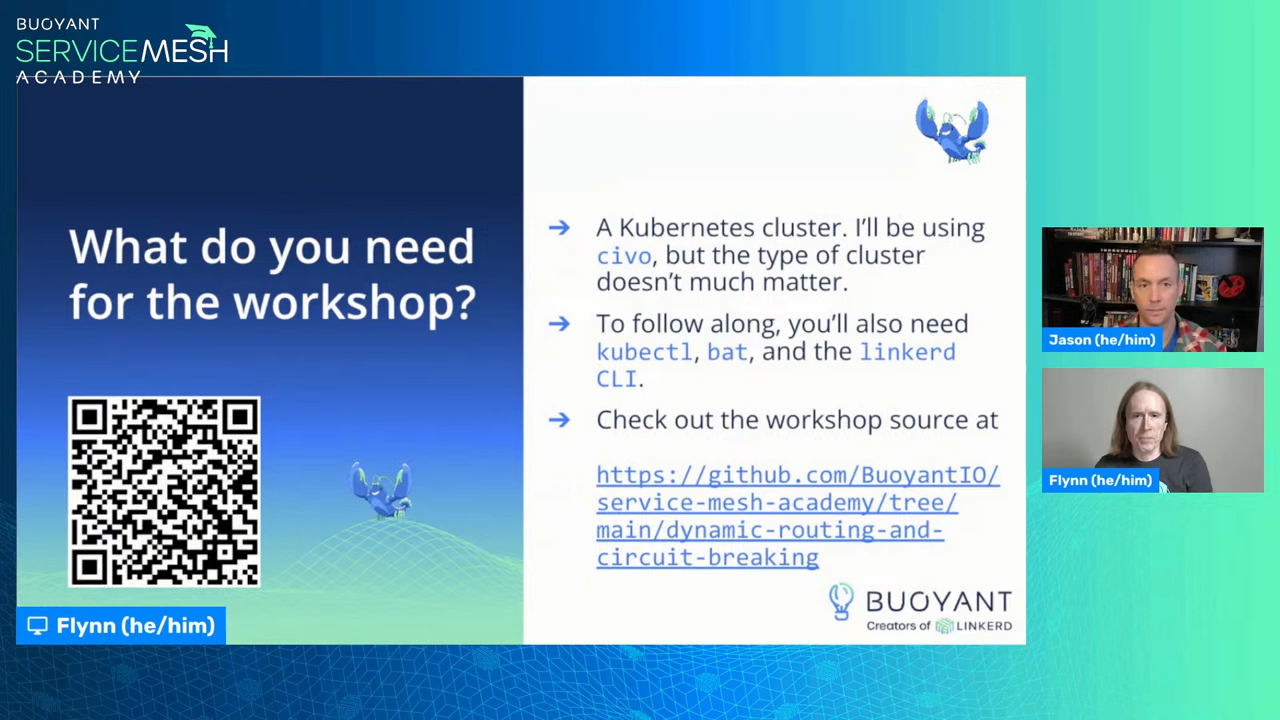 BUOYANT
SERVICEMESH
ACADEMY
What do you need
for the workshop?
➔ A Kubernetes cluster. I’ll be using
civo, but the type of cluster
doesn’t much matter.
➔ To follow along, you’ll also need
kubectl, bat, and the linkerd
CLI.
➔ Check out the workshop source at
https://github.com/BuoyantIO/
service-mesh-academy/tree/
main/dynamic-routing-and-
circuit-breaking
BUOYANT
Creators of LINKERD
Flynn (he/him)
Jason (he/him)
Flynn (he/him)